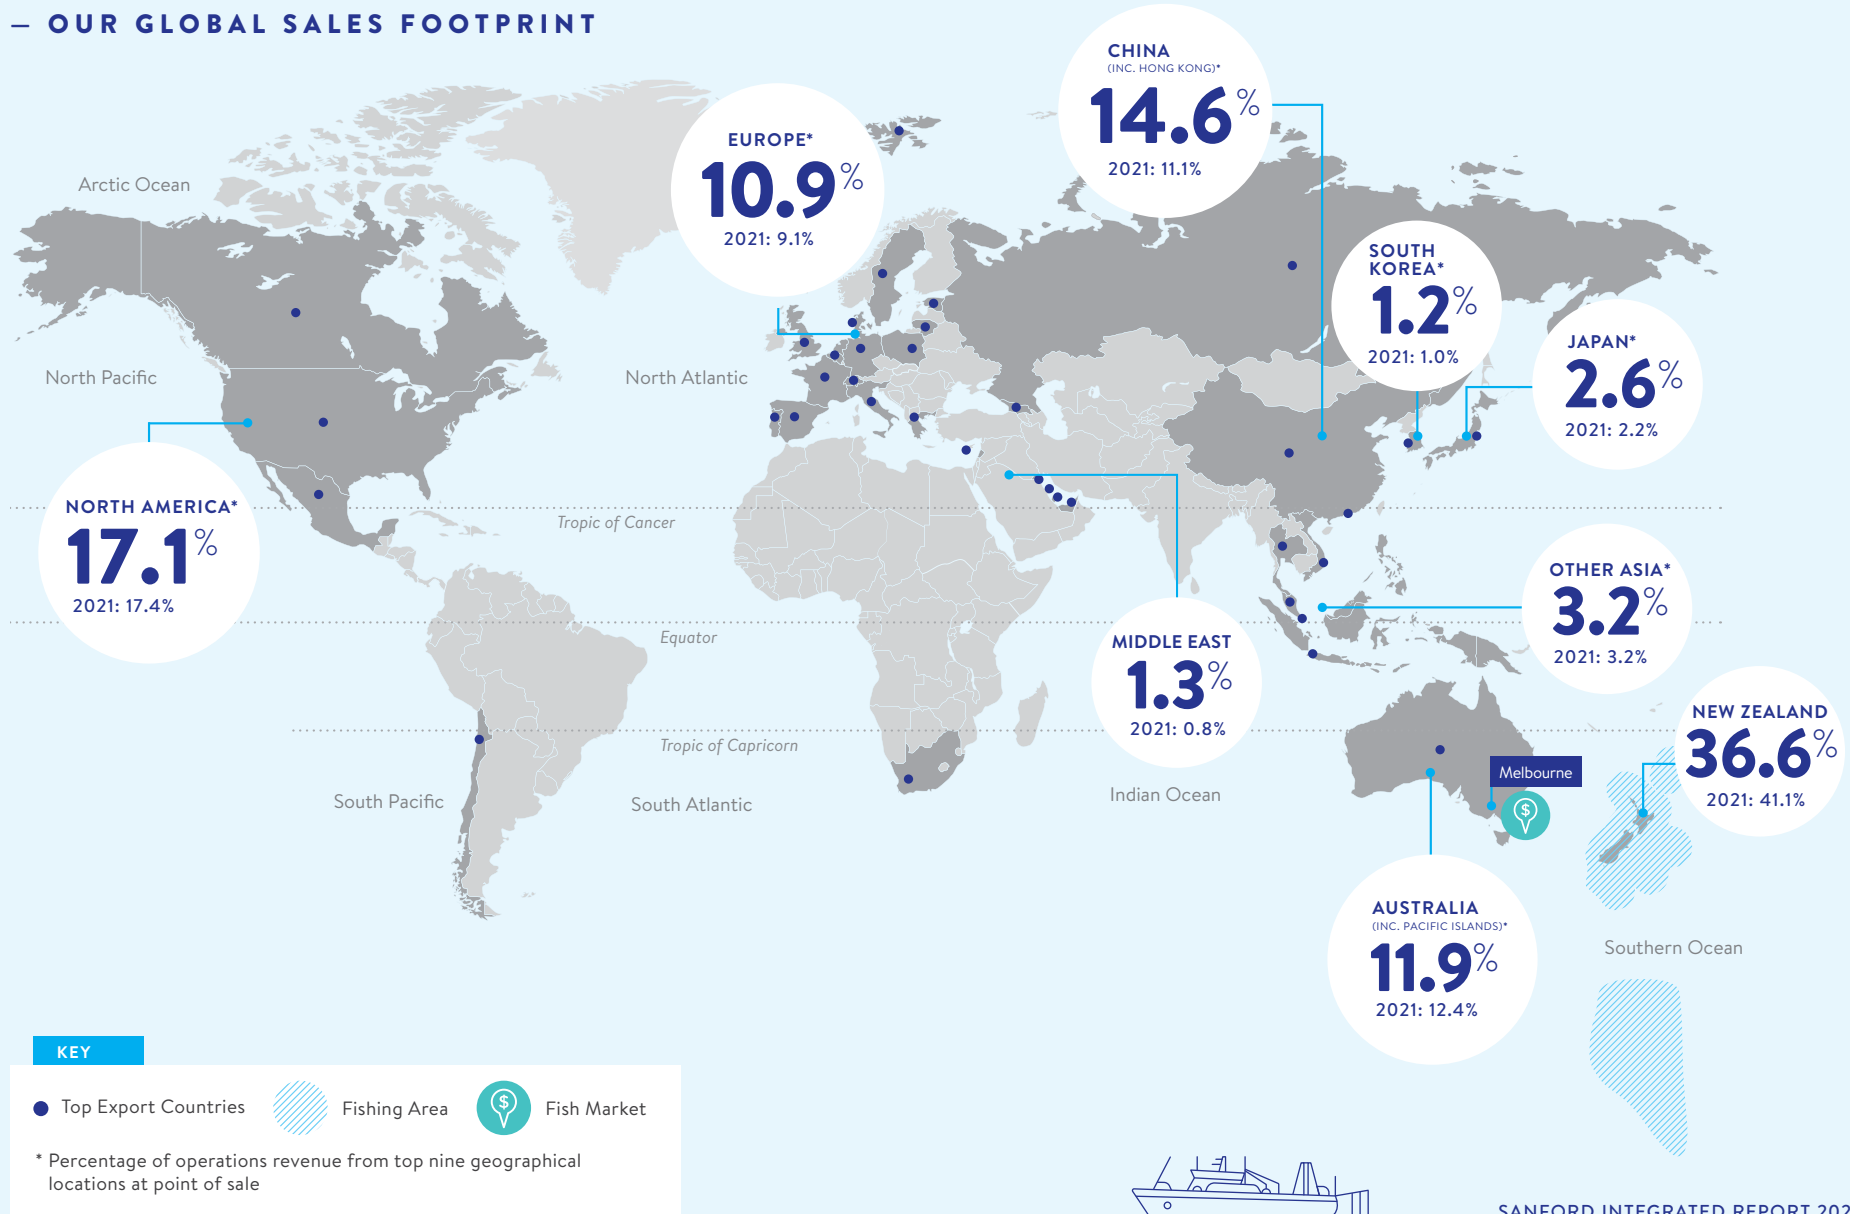 — OUR GLOBAL SALES FOOTPRINT
CHINA
(INC. HONG KONG)*
14.6%
2021: 11.1%
EUROPE*
10.9%
2021: 9.1%
Arctic Ocean
SOUTH
KOREA*
1.2%
2021: 1.0%
JAPAN*
2.6%
2021: 2.2%
North Pacific
North Atlantic
NORTH AMERICA*
17.1%
2021: 17.4%
Tropic of Cancer
OTHER ASIA*
3.2%
2021: 3.2%
Equator
MIDDLE EAST
1.3%
2021: 0.8%
NEW ZEALAND
36.6%
2021: 41.1%
Tropic of Capricorn
Melbourne
$
South Pacific
South Atlantic
Indian Ocean
AUSTRALIA
(INC. PACIFIC ISLANDS)*
11.9%
2021: 12.4%
Southern Ocean
KEY
Top Export Countries
Fishing Area
$
Fish Market
* Percentage of operations revenue from top nine geographical
locations at point of sale
SANFORD INTEGRATED REPORT